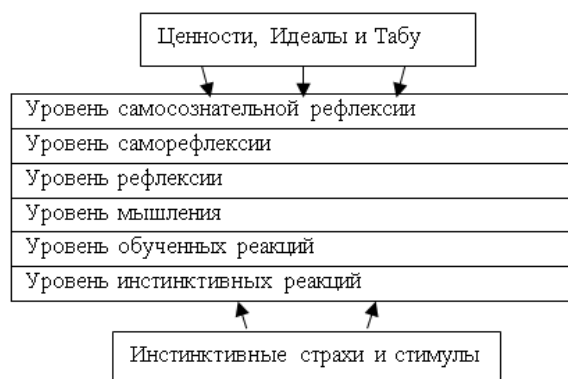 Ценности, Идеалы и Табу
Уровень самосознательной рефлексии
Уровень саморефлексии
Уровень рефлексии
Уровень мышления
Уровень обученных реакций
Уровень инстинктивных реакций
Инстинктивные страхи и стимулы